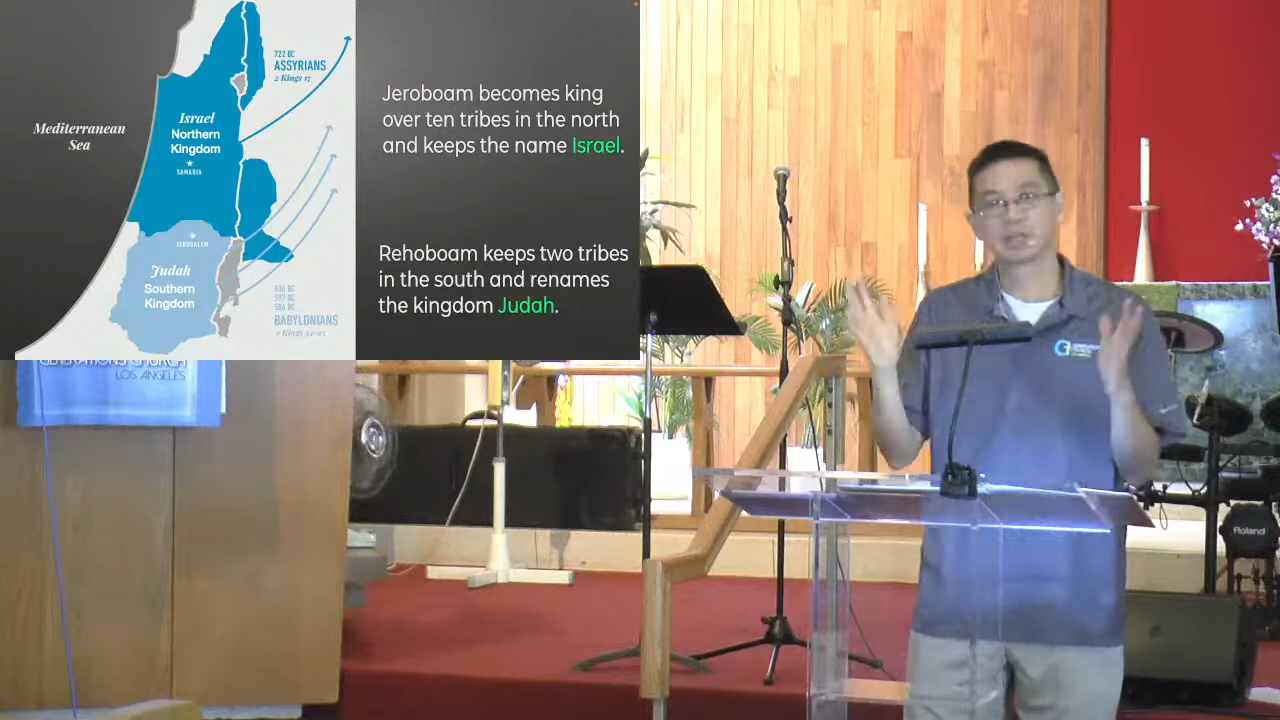 722 BC
ASSYRIANS
2 Kings 17
Mediterranean
Sea
Israel
Northern
Kingdom
SAMARIA
JERUSALEM
Judah
Southern
Kingdom
606 BC
597 BC
586 BC
BABYLONIANS
2 Kings 24-25
Jeroboam becomes king
over ten tribes in the north
and keeps the name Israel.
Rehoboam keeps two tribes
in the south and renames
the kingdom Judah.
GENERATIONS CHURCH
LOS ANGELES
Roland